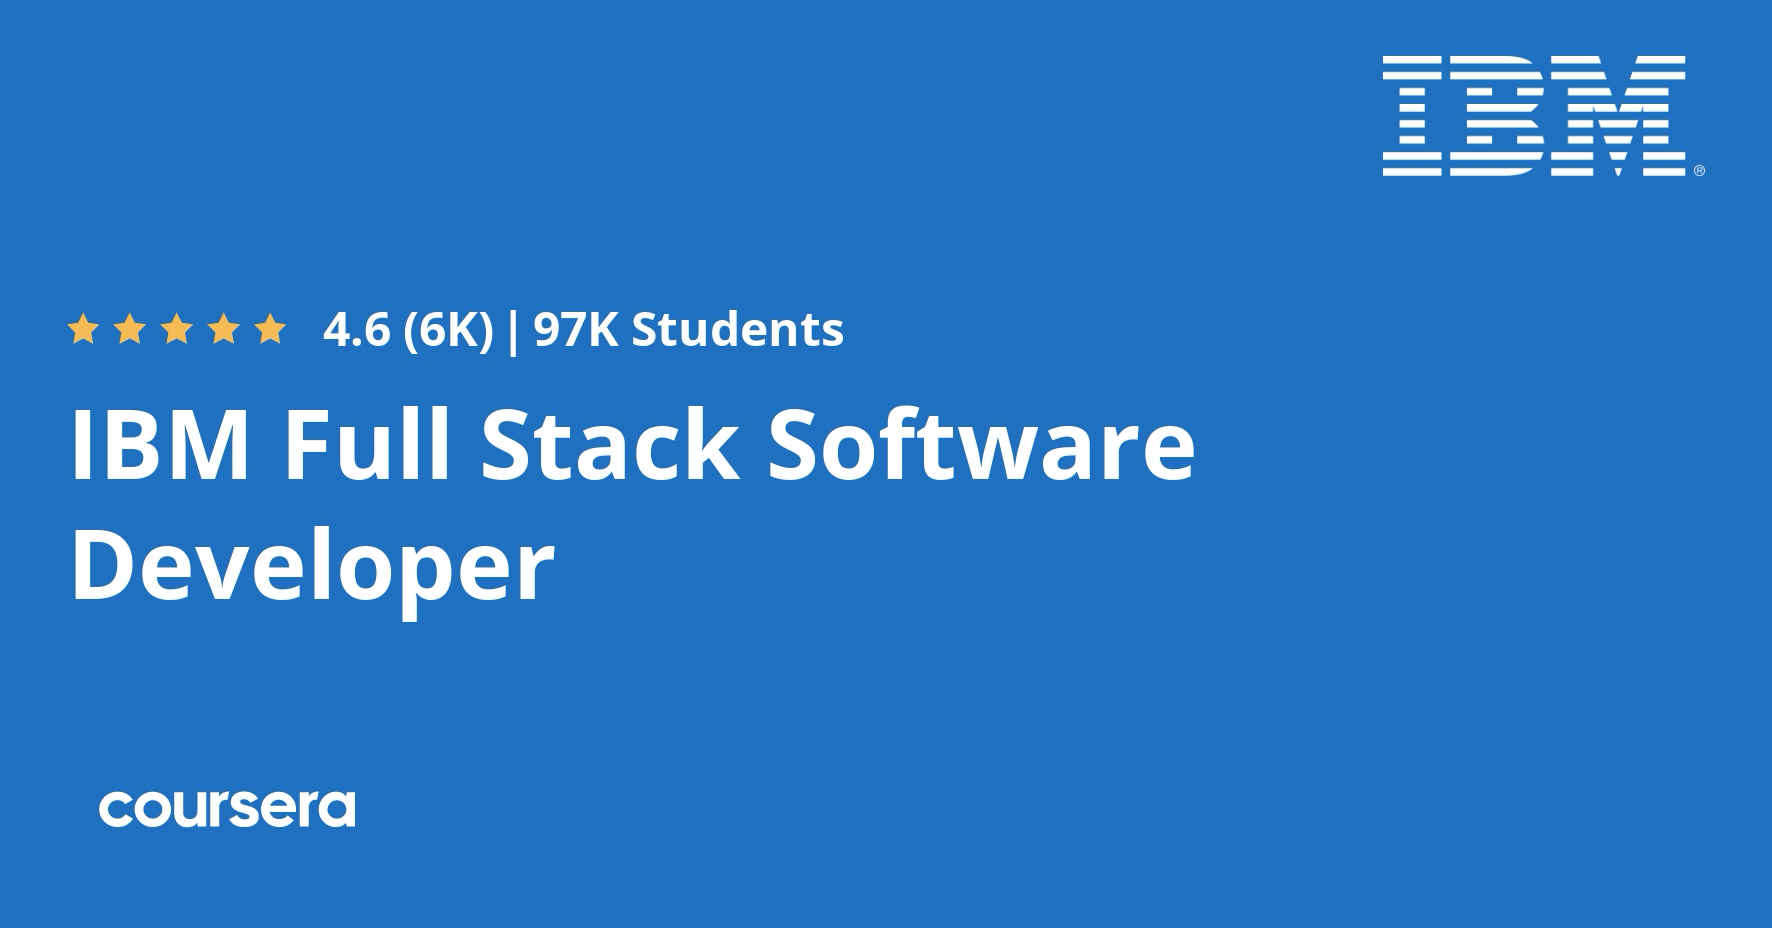 IBM®
4.6 (6K) | 97K Students
IBM Full Stack Software
Developer
coursera